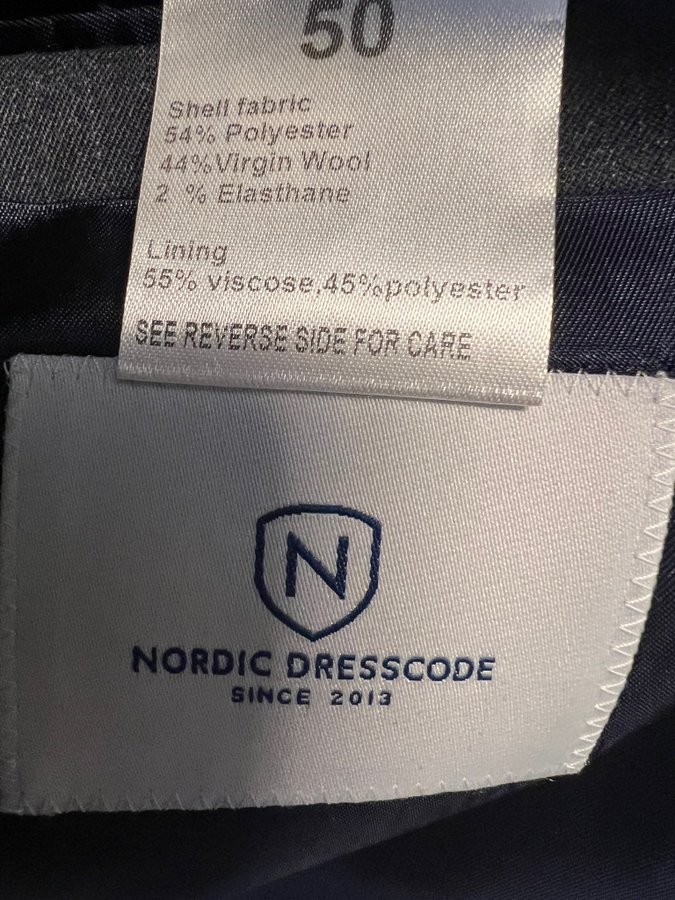 50
Shell fabric
54% Polyester
44%Virgin Wool
2 % Elasthane
Lining
55% viscose,45%polyester
SEE REVERSE SIDE FOR CARE
N
NORDIC DRESSCODE
SINCE 2013